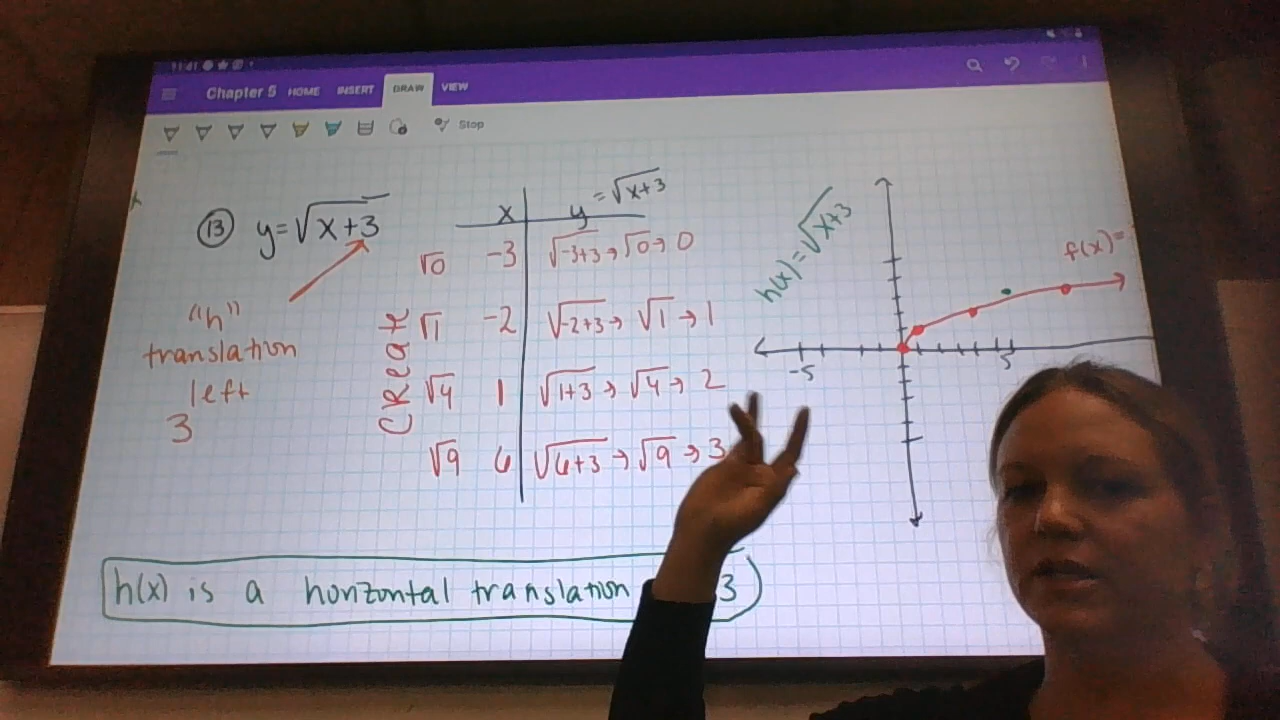 11:41
Chapter 5 HOME INSERT DRAW VIEW
Stop
13 y=√x+3
"h"
translation
left
3
CREATE
x y=√x+3
√0 -3 √-3+3→√0→0
√1 -2 √-2+3→√1→1
√4 1 √1+3→√4→2
√9 6 √6+3→√9→3
h(x)=√x+3
f(x)=
-5 5
h(x) is a horizontal translation 3